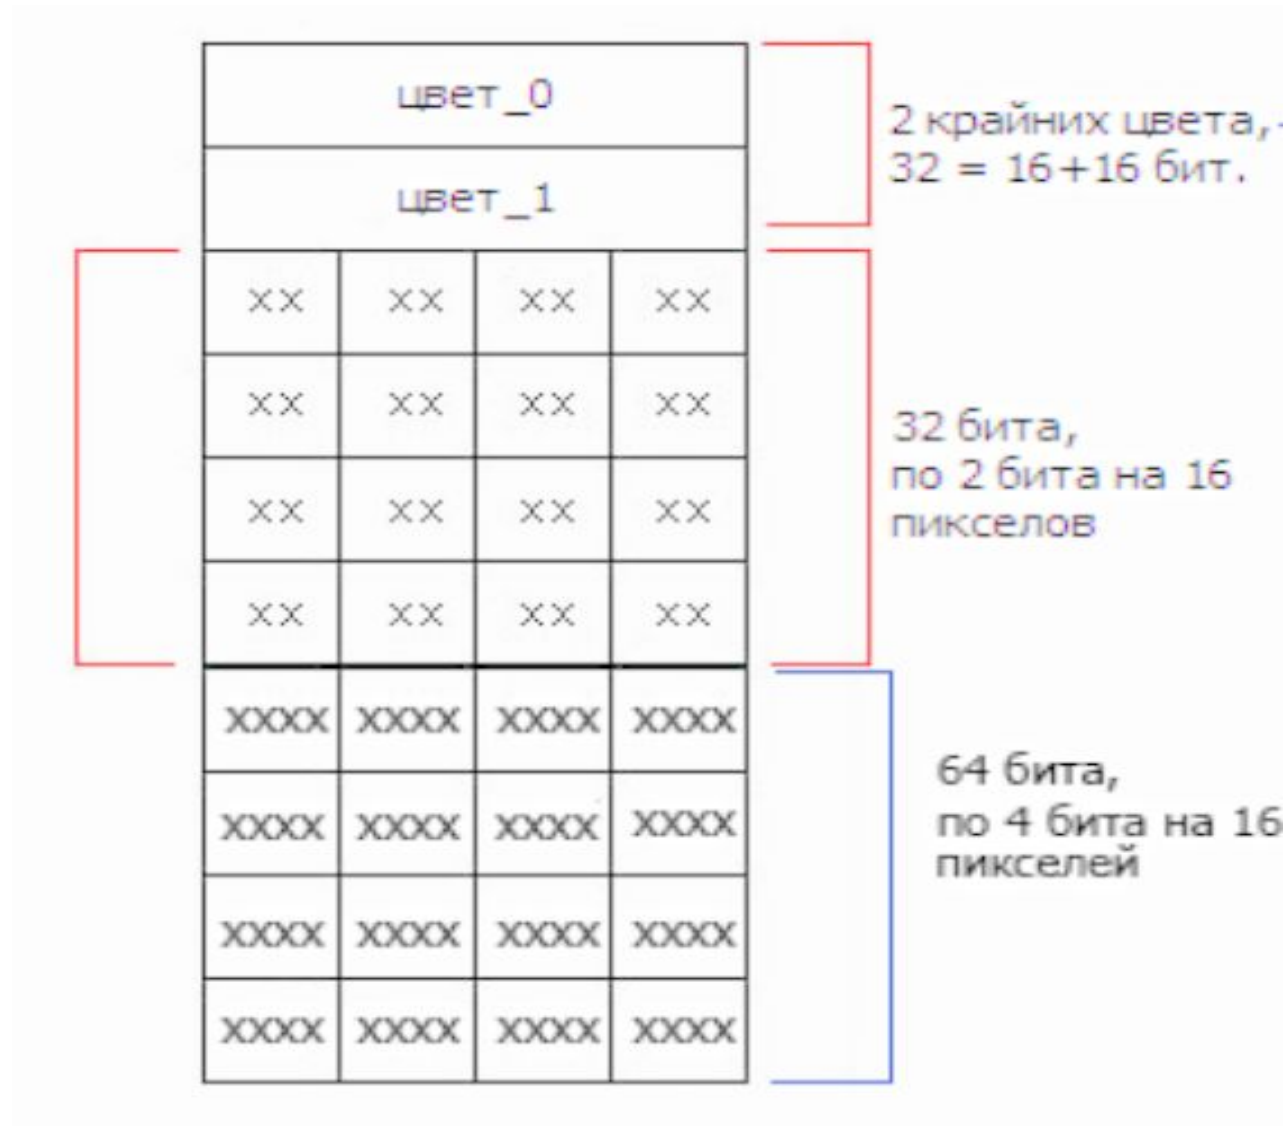 цвет_0
цвет_1
2 крайних цвета,
32 = 16+16 бит.
xx xx xx xx
xx xx xx xx
xx xx xx xx
xx xx xx xx
32 бита,
по 2 бита на 16
пикселов
xxxx xxxx xxxx xxxx
xxxx xxxx xxxx xxxx
xxxx xxxx xxxx xxxx
xxxx xxxx xxxx xxxx
64 бита,
по 4 бита на 16
пикселей